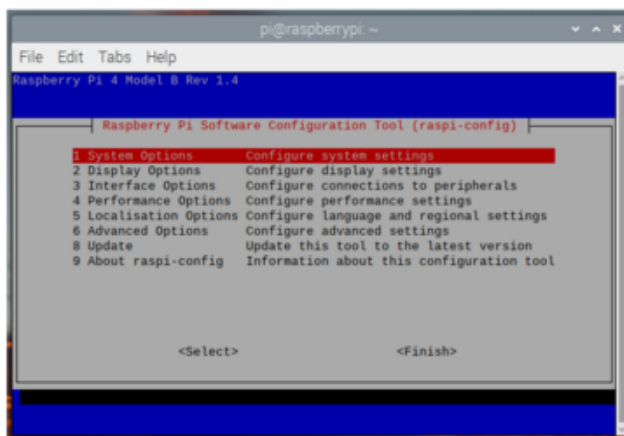 pi@raspberrypi: ~
File Edit Tabs Help
Raspberry Pi 4 Model B Rev 1.4
Raspberry Pi Software Configuration Tool (raspi-config)
1 System Options Configure system settings
2 Display Options Configure display settings
3 Interface Options Configure connections to peripherals
4 Performance Options Configure performance settings
5 Localisation Options Configure language and regional settings
6 Advanced Options Configure advanced settings
8 Update Update this tool to the latest version
9 About raspi-config Information about this configuration tool
<Select> <Finish>